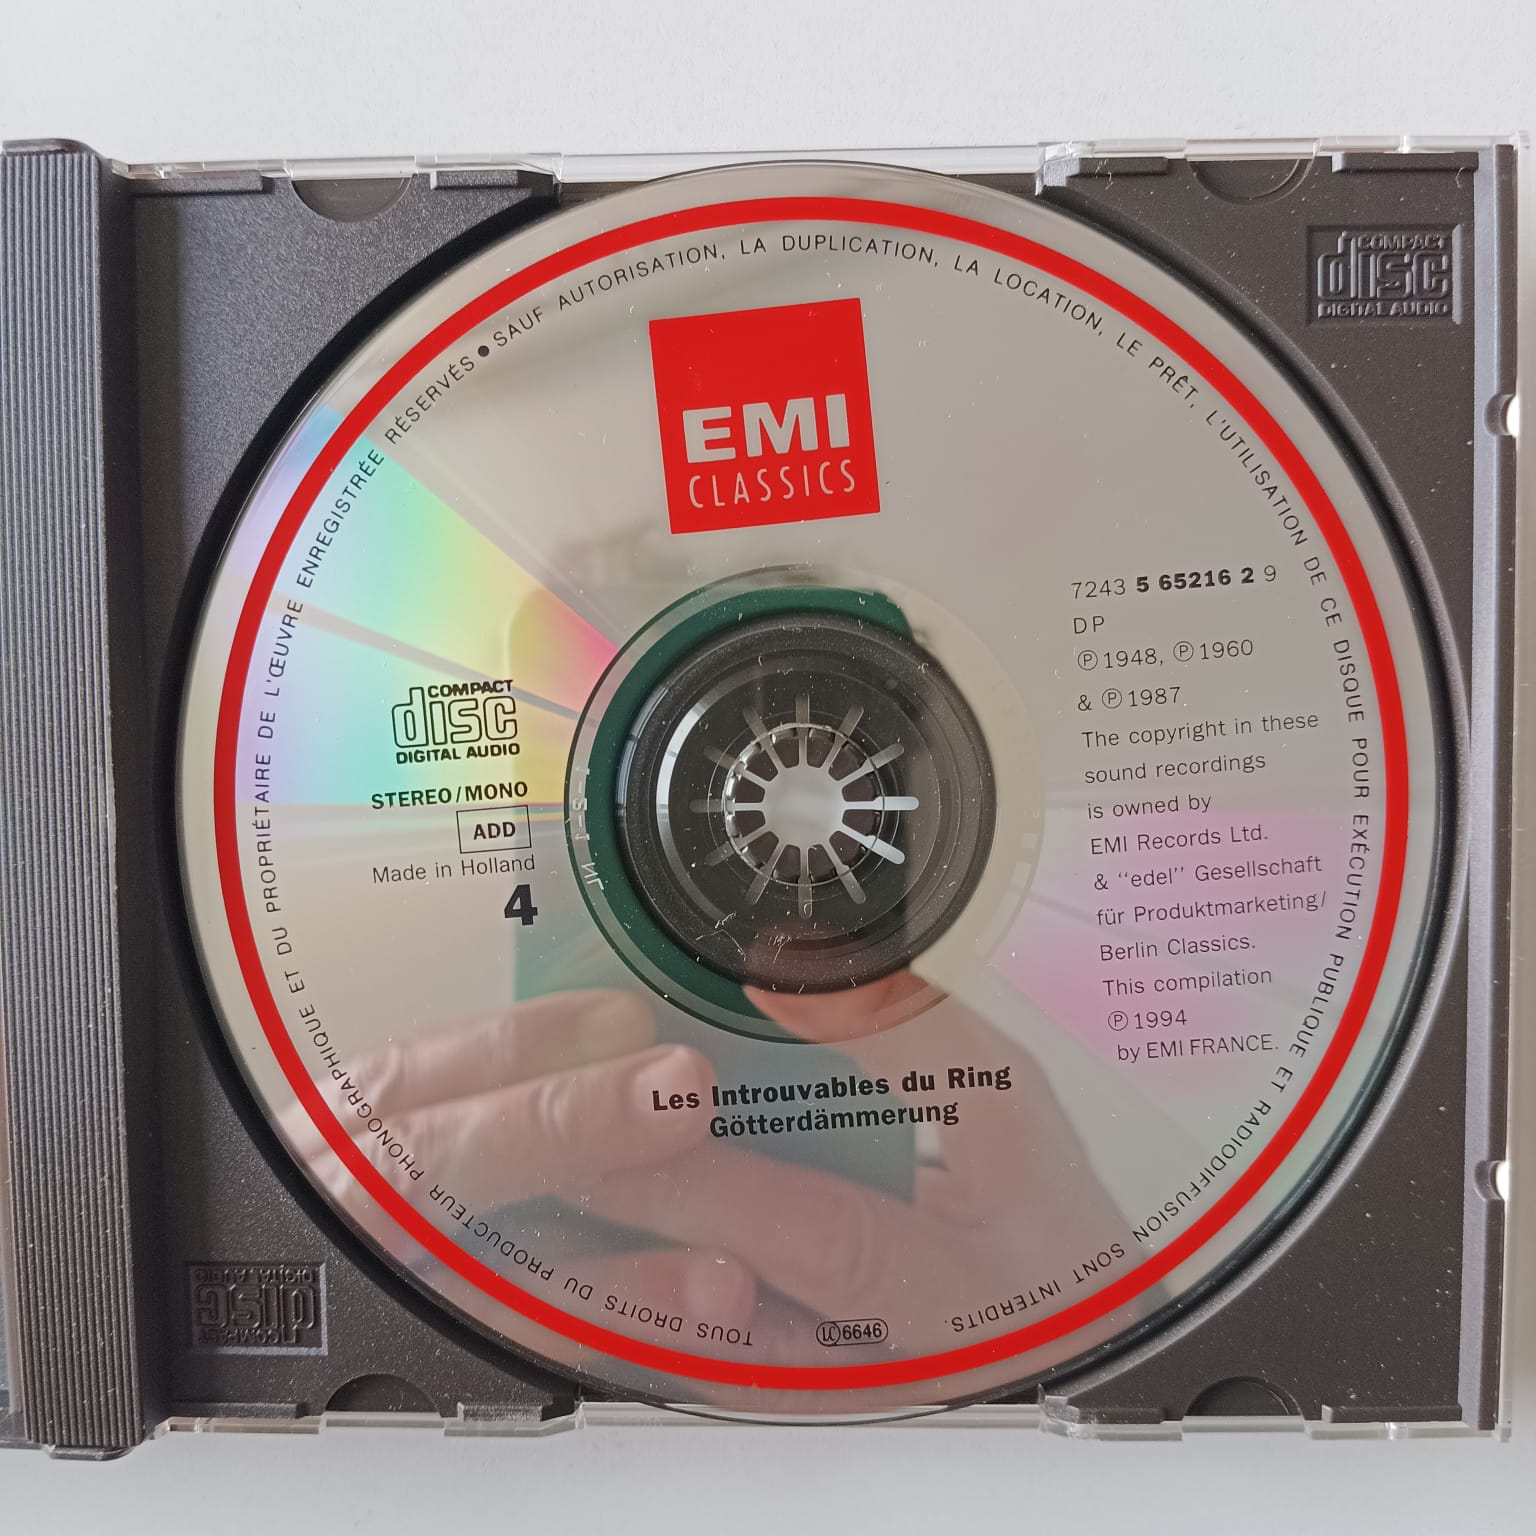 TOUS DROITS DU PRODUCTEUR PHONOGRAPHIQUE ET DU PROPRIÉTAIRE DE L'ŒUVRE ENREGISTRÉE RÉSERVÉS ● SAUF AUTORISATION, LA DUPLICATION, LA LOCATION, LE PRÊT, L'UTILISATION DE CE DISQUE POUR EXÉCUTION PUBLIQUE ET RADIODIFFUSION SONT INTERDITS.
COMPACT
disc
DIGITAL AUDIO
EMI
CLASSICS
7243 5 65216 2 9
DP
℗ 1948, ℗ 1960
& ℗ 1987.
The copyright in these
sound recordings
is owned by
EMI Records Ltd.
& "edel" Gesellschaft
für Produktmarketing/
Berlin Classics.
This compilation
℗ 1994
by EMI FRANCE.
COMPACT
disc
DIGITAL AUDIO
STEREO/MONO
ADD
Made in Holland
4
Les Introuvables du Ring
Götterdämmerung
LC 6646
COMPACT
disc
DIGITAL AUDIO